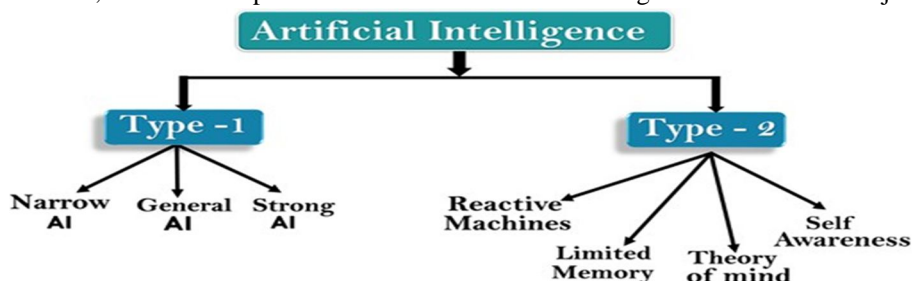 Artificial Intelligence
Type -1
Type - 2
Narrow
AI
General
AI
Strong
AI
Reactive
Machines
Limited
Memory
Theory
of mind
Self
Awareness